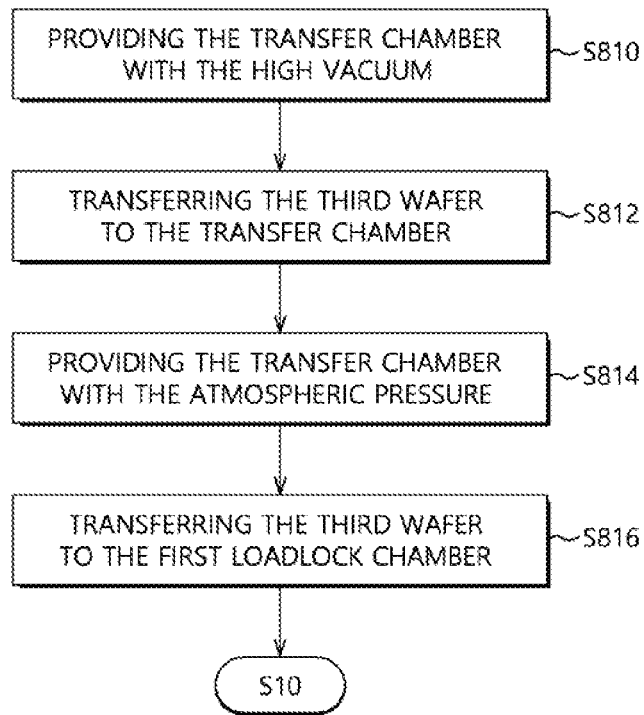 PROVIDING THE TRANSFER CHAMBER
WITH THE HIGH VACUUM
S810
TRANSFERRING THE THIRD WAFER
TO THE TRANSFER CHAMBER
S812
PROVIDING THE TRANSFER CHAMBER
WITH THE ATMOSPHERIC PRESSURE
S814
TRANSFERRING THE THIRD WAFER
TO THE FIRST LOADLOCK CHAMBER
S816
S10